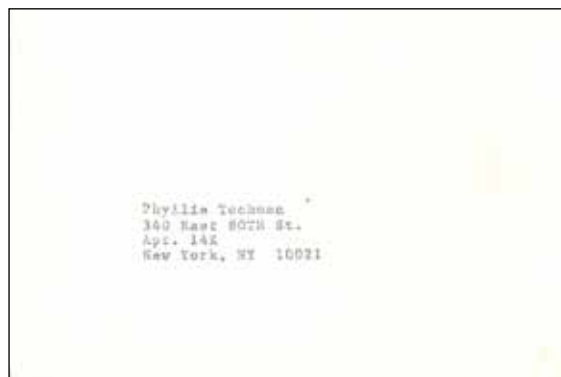 Phyllis Tuchman
340 East 80TH St.
Apt. 14K
New York, NY 10021